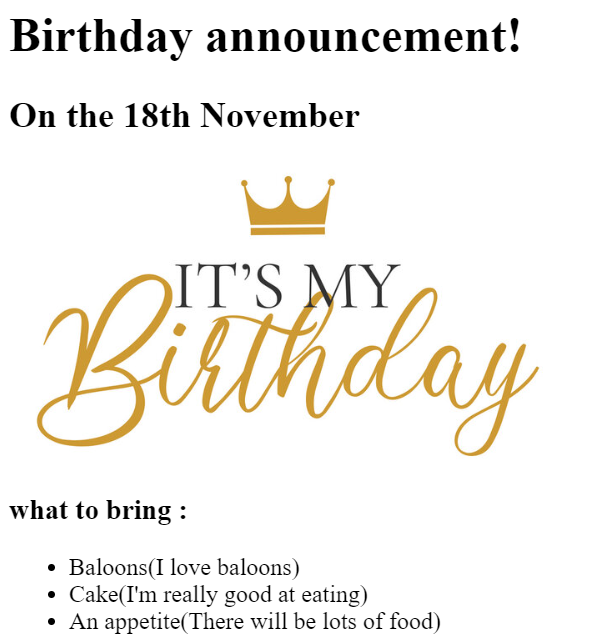 Birthday announcement!
On the 18th November
IT'S MY
Birthday
what to bring :
Baloons(I love baloons)
Cake(I'm really good at eating)
An appetite(There will be lots of food)